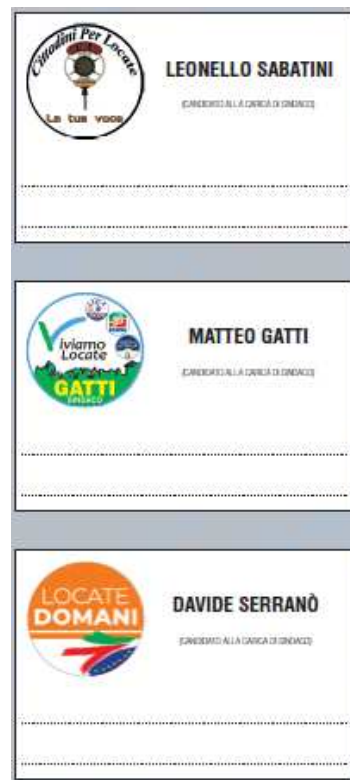 Cittadini Per Locate
La tua voce
LEONELLO SABATINI
(CANDIDATO ALLA CARICA DI SINDACO)
Viviamo
Locate
GATTI
SINDACO
MATTEO GATTI
(CANDIDATO ALLA CARICA DI SINDACO)
LOCATE
DOMANI
DAVIDE SERRANÒ
(CANDIDATO ALLA CARICA DI SINDACO)